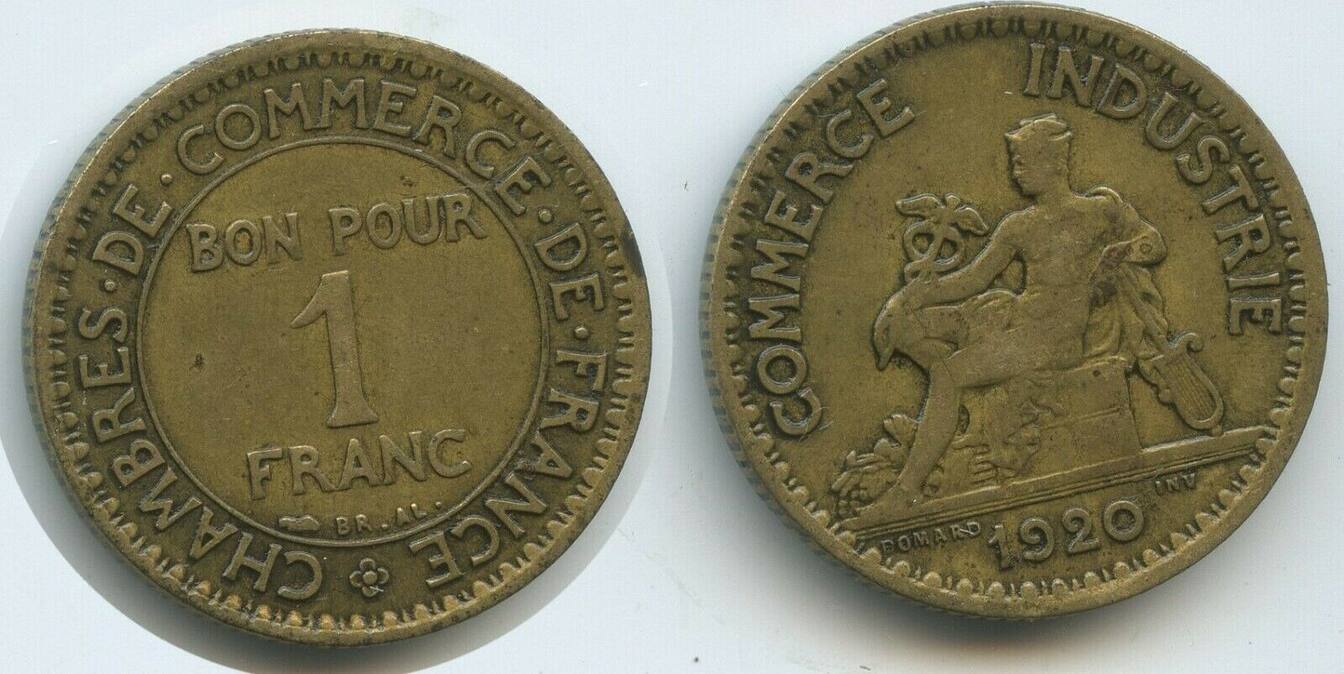 CHAMBRES·DE·COMMERCE·DE·FRANCE
BON POUR
1
FRANC
BR.AL.
COMMERCE INDUSTRIE
DOMARD INV
1920